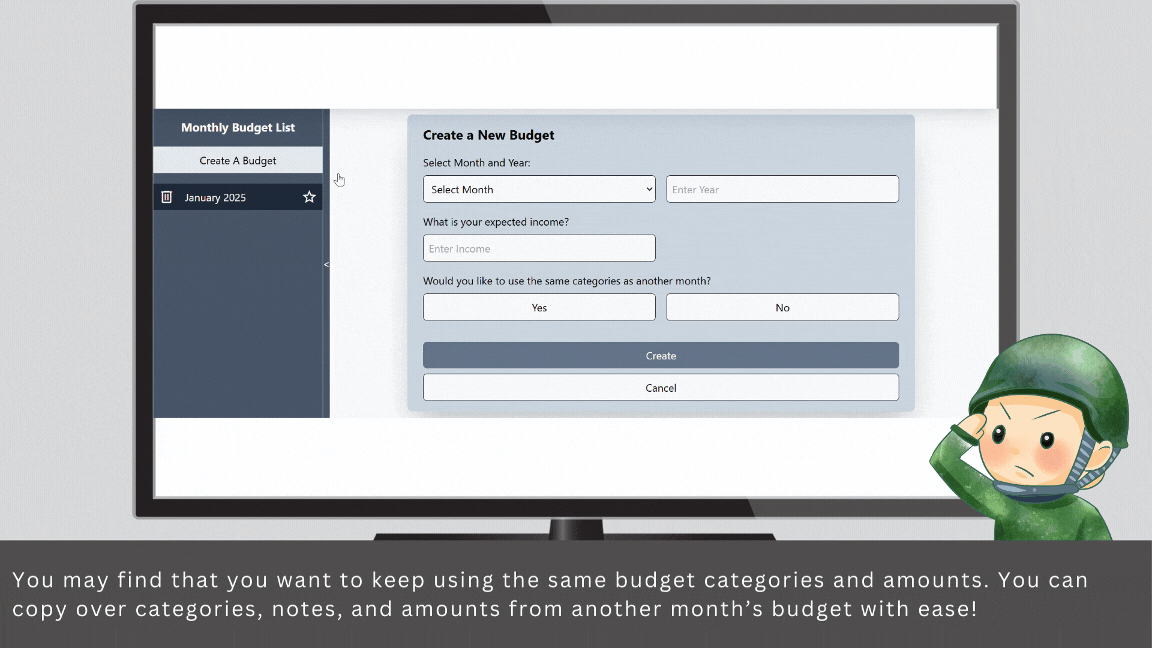 Monthly Budget List
Create A Budget
January 2025
<
Create a New Budget
Select Month and Year:
Select Month
Enter Year
What is your expected income?
Enter Income
Would you like to use the same categories as another month?
Yes
No
Create
Cancel
You may find that you want to keep using the same budget categories and amounts. You can
copy over categories, notes, and amounts from another month’s budget with ease!